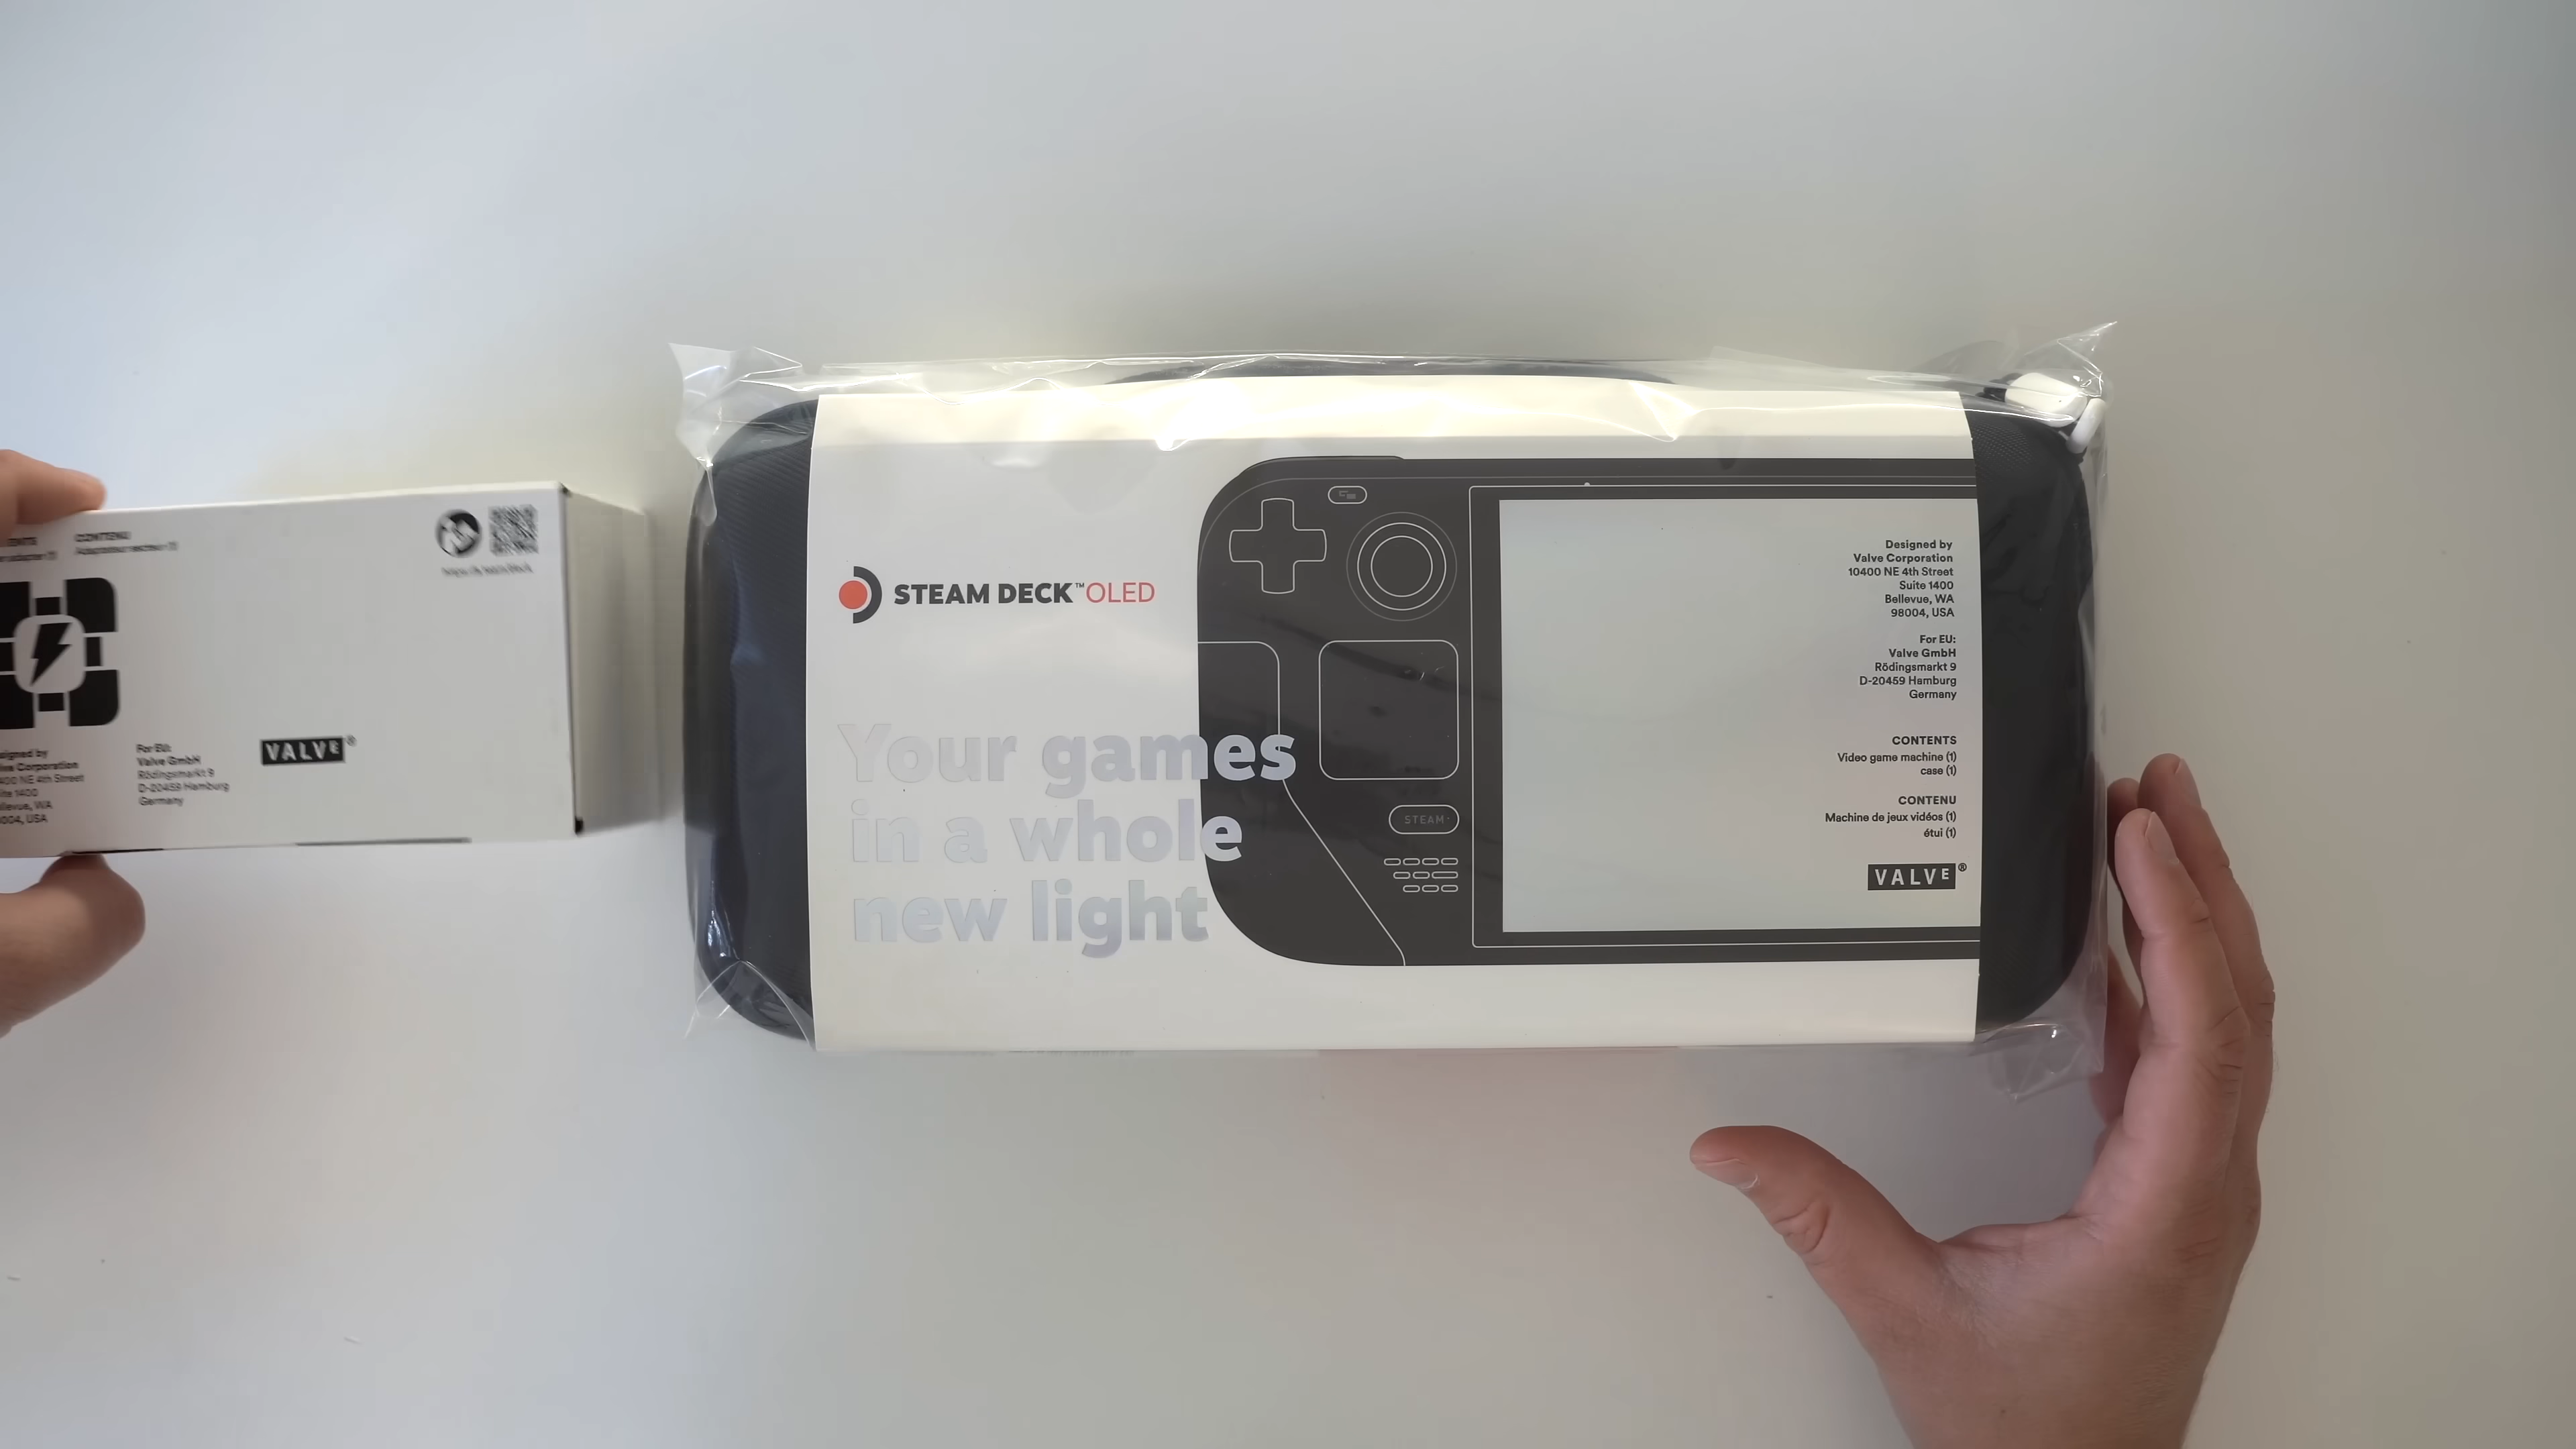 CONTENU
For EU:
Valve GmbH
Rödingsmarkt 9
D-20459 Hamburg
Germany
VALVE®
STEAM DECK™ OLED
Your games
in a whole
new light
STEAM
Designed by
Valve Corporation
10400 NE 4th Street
Suite 1400
Bellevue, WA
98004, USA
For EU:
Valve GmbH
Rödingsmarkt 9
D-20459 Hamburg
Germany
CONTENTS
Video game machine (1)
case (1)
CONTENU
Machine de jeux vidéos (1)
étui (1)
VALVE®